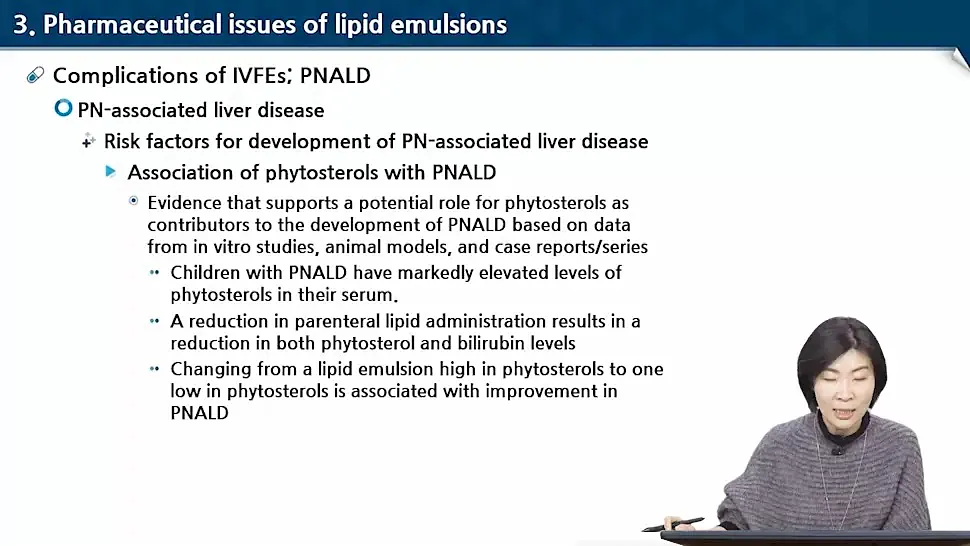 3. Pharmaceutical issues of lipid emulsions
Complications of IVFEs; PNALD
PN-associated liver disease
Risk factors for development of PN-associated liver disease
Association of phytosterols with PNALD
Evidence that supports a potential role for phytosterols as
contributors to the development of PNALD based on data
from in vitro studies, animal models, and case reports/series
Children with PNALD have markedly elevated levels of
phytosterols in their serum.
A reduction in parenteral lipid administration results in a
reduction in both phytosterol and bilirubin levels
Changing from a lipid emulsion high in phytosterols to one
low in phytosterols is associated with improvement in
PNALD